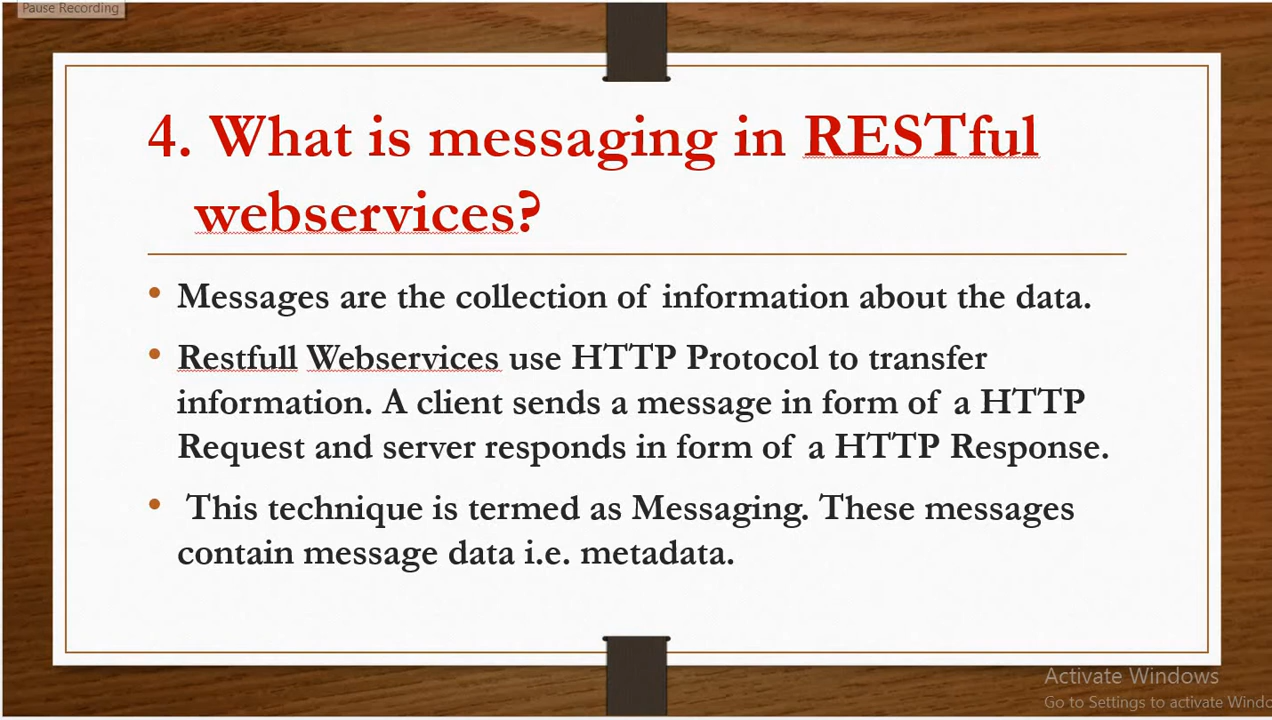 Pause Recording
4. What is messaging in RESTful
webservices?
• Messages are the collection of information about the data.
• Restfull Webservices use HTTP Protocol to transfer
information. A client sends a message in form of a HTTP
Request and server responds in form of a HTTP Response.
• This technique is termed as Messaging. These messages
contain message data i.e. metadata.
Activate Windows
Go to Settings to activate Windo